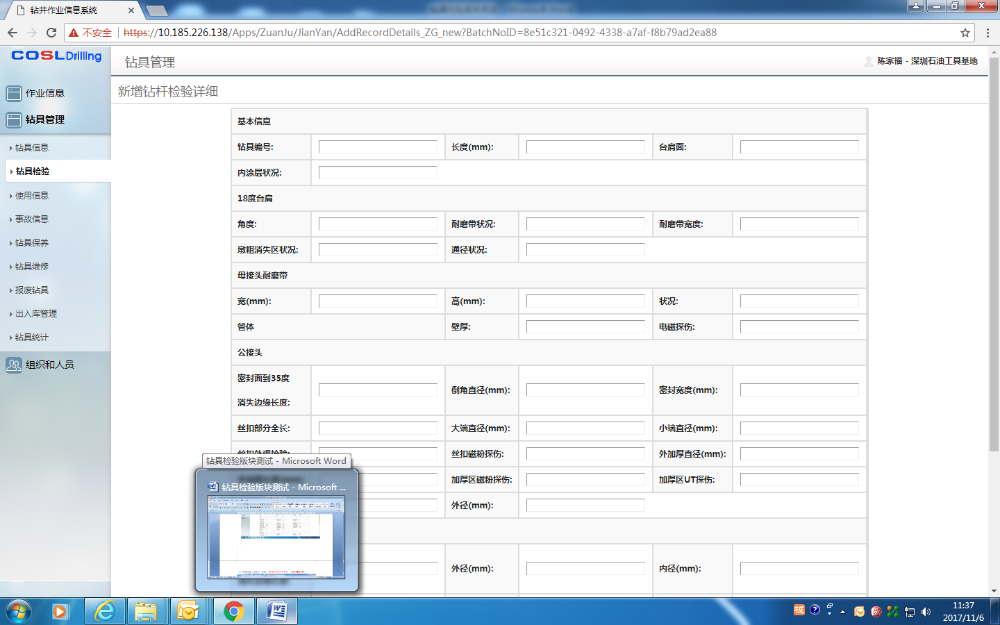 钻井作业信息系统
不安全
https://10.185.226.138/Apps/ZuanJu/JianYan/AddRecordDetails_ZG_new?BatchNoID=8e51c321-0492-4338-a7af-f8b79ad2ea88
COSL Drilling
钻具管理
陈家福 - 深圳石油工具基地
作业信息
钻具管理
钻具信息
钻具检验
使用信息
事故信息
钻具保养
钻具维修
报废钻具
出入库管理
钻具统计
组织和人员
新增钻杆检验详细
基本信息
钻具编号: 长度(mm): 台肩面:
内涂层状况:
18度台肩
角度: 耐磨带状况: 耐磨带宽度:
墩粗消失区状况: 通径状况:
母接头耐磨带
宽(mm): 高(mm): 状况:
管体 壁厚: 电磁探伤:
公接头
密封面到35度
消失边缘长度: 倒角直径(mm): 密封宽度(mm):
丝扣部分全长: 大端直径(mm): 小端直径(mm):
丝扣外观检验: 丝扣磁粉探伤: 外加厚直径(mm):
加厚区磁粉探伤: 加厚区UT探伤:
外径(mm):
外径(mm): 内径(mm):
钻具检验版块测试 - Microsoft Word
钻具检验版块测试 - Microsoft ...
11:37
2017/11/6